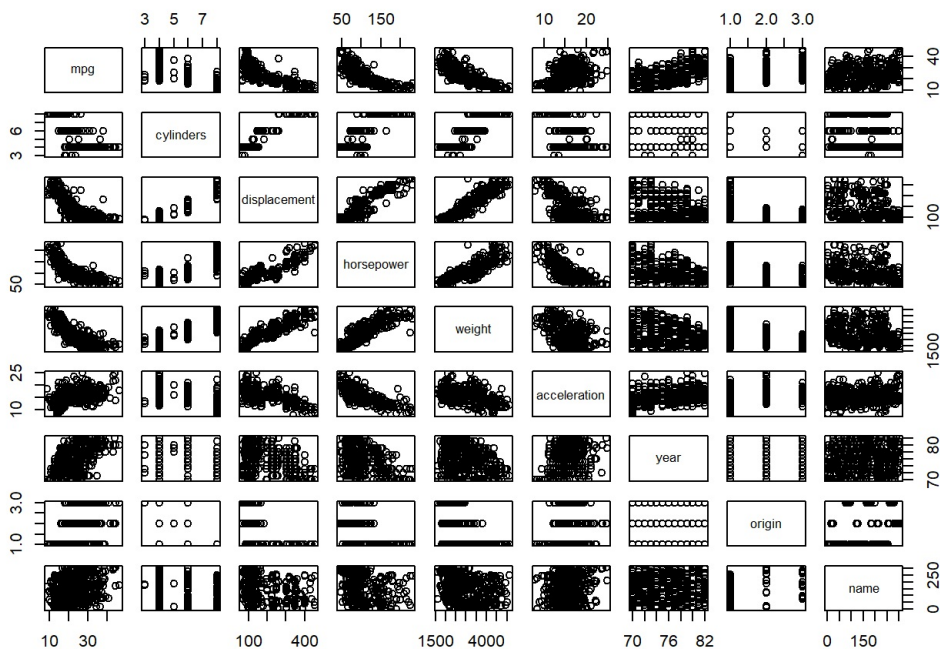 3 5 7 50 150 10 20 1.0 2.0 3.0
mpg 10 40
3 6 cylinders
displacement 100
50 horsepower
weight 1500
10 25 acceleration
year 70 80
1.0 3.0 origin
name 0 250
10 30 100 400 1500 4000 70 76 82 0 150